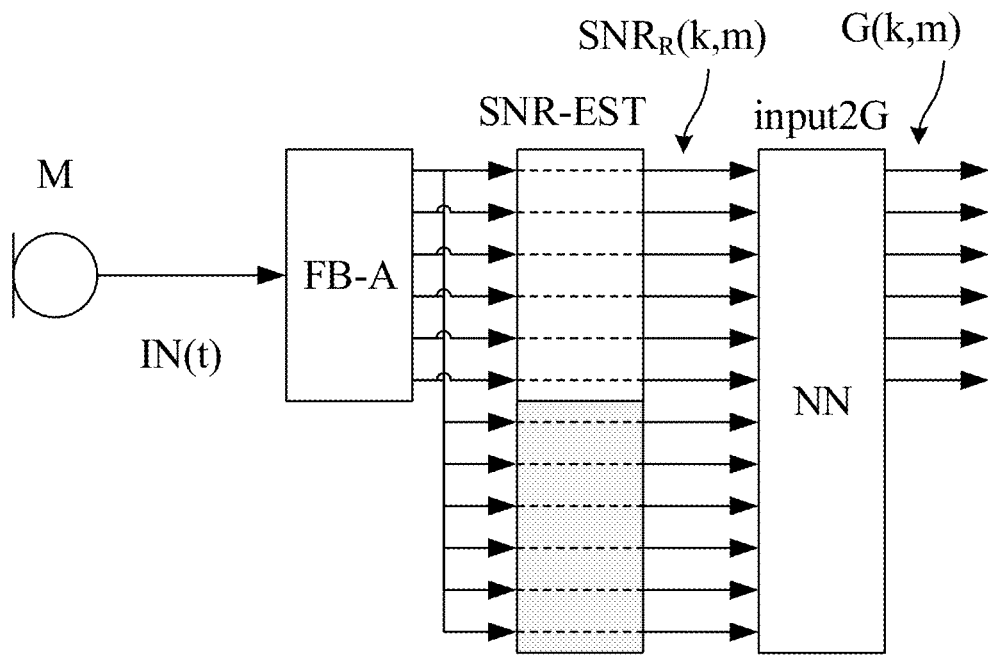 SNR_R(k,m)
G(k,m)
SNR-EST
input2G
M
FB-A
IN(t)
NN